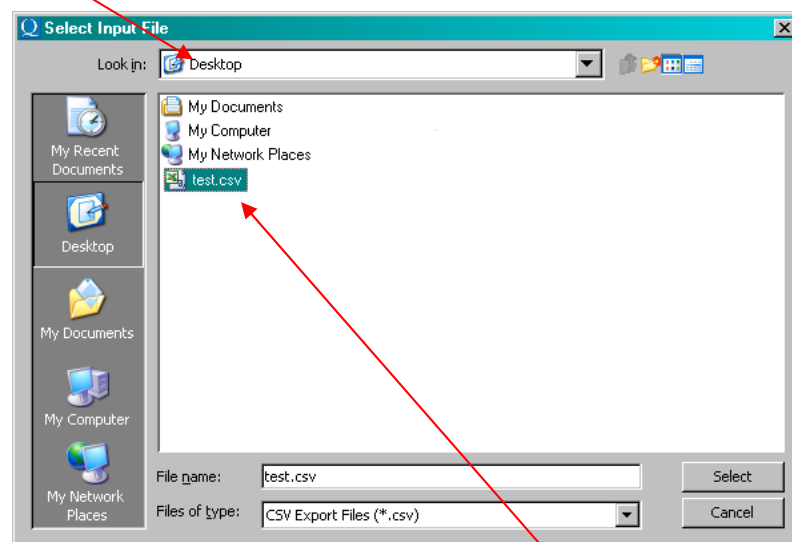 Select Input File
Look in: Desktop
My Documents
My Computer
My Network Places
test.csv
My Recent
Documents
Desktop
My Documents
My Computer
My Network
Places
File name: test.csv Select
Files of type: CSV Export Files (*.csv) Cancel